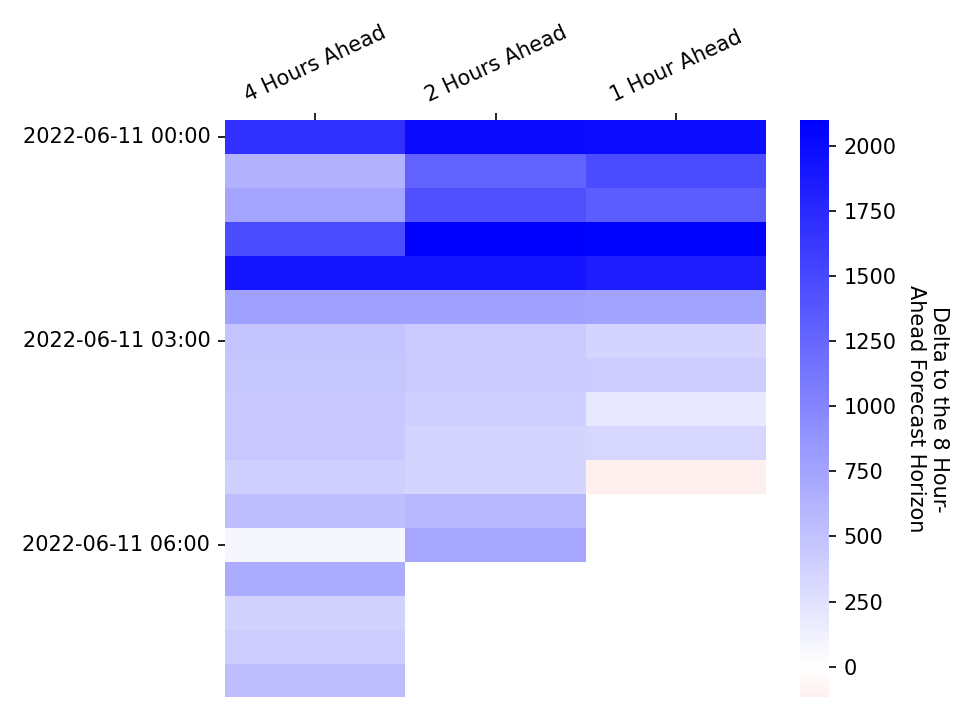 4 Hours Ahead
2 Hours Ahead
1 Hour Ahead
2022-06-11 00:00
2022-06-11 03:00
2022-06-11 06:00
2000
1750
1500
1250
1000
750
500
250
0
Delta to the 8 Hour-
Ahead Forecast Horizon